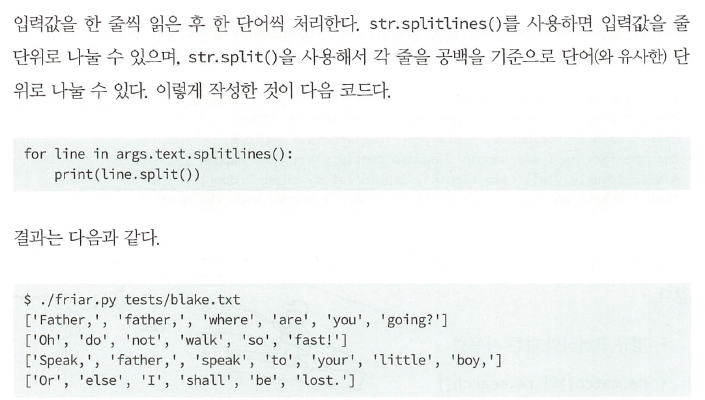 입력값을 한 줄씩 읽은 후 한 단어씩 처리한다. str.splitlines()를 사용하면 입력값을 줄
단위로 나눌 수 있으며, str.split()을 사용해서 각 줄을 공백을 기준으로 단어(와 유사한) 단
위로 나눌 수 있다. 이렇게 작성한 것이 다음 코드다.
for line in args.text.splitlines():
    print(line.split())
결과는 다음과 같다.
$ ./friar.py tests/blake.txt
['Father,', 'father,', 'where', 'are', 'you', 'going?']
['Oh', 'do', 'not', 'walk', 'so', 'fast!']
['Speak,', 'father,', 'speak', 'to', 'your', 'little', 'boy,']
['Or', 'else', 'I', 'shall', 'be', 'lost.']